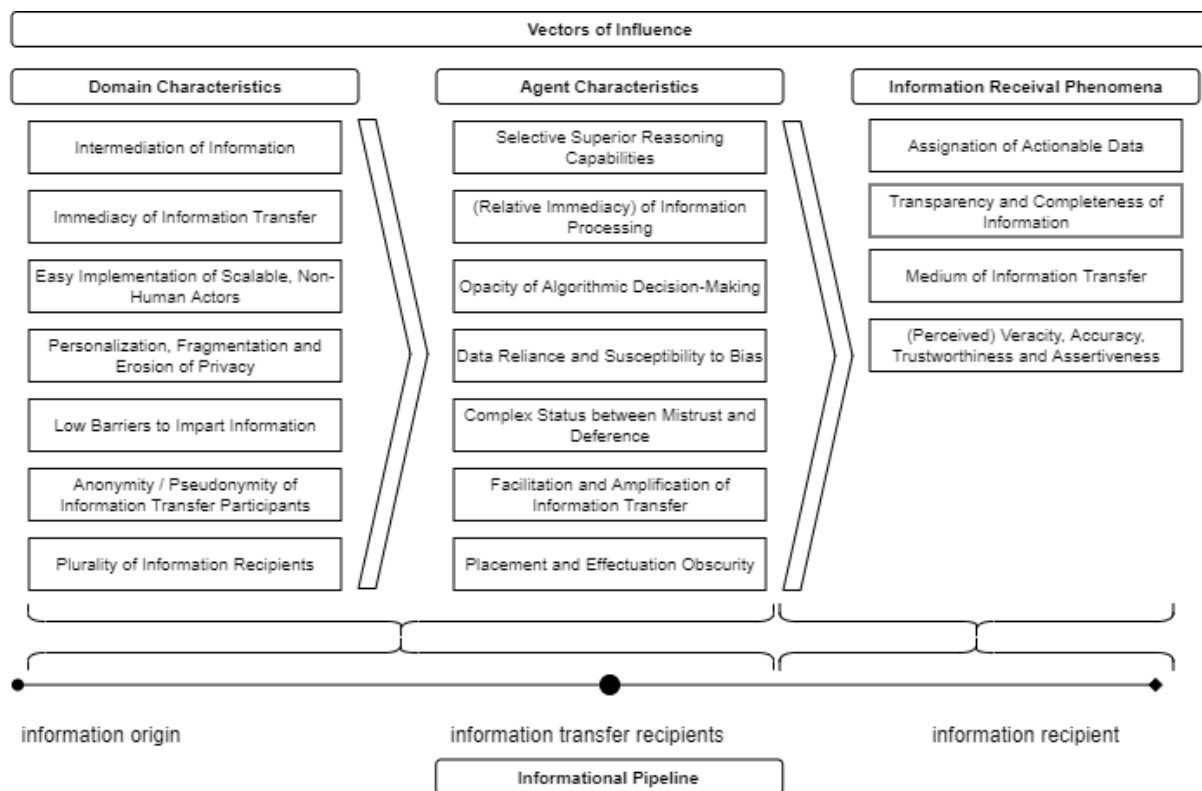 Vectors of Influence
Domain Characteristics
Intermediation of Information
Immediacy of Information Transfer
Easy Implementation of Scalable, Non-
Human Actors
Personalization, Fragmentation and
Erosion of Privacy
Low Barriers to Impart Information
Anonymity / Pseudonymity of
Information Transfer Participants
Plurality of Information Recipients
Agent Characteristics
Selective Superior Reasoning
Capabilities
(Relative Immediacy) of Information
Processing
Opacity of Algorithmic Decision-Making
Data Reliance and Susceptibility to Bias
Complex Status between Mistrust and
Deference
Facilitation and Amplification of
Information Transfer
Placement and Effectuation Obscurity
Information Receival Phenomena
Assignation of Actionable Data
Transparency and Completeness of
Information
Medium of Information Transfer
(Perceived) Veracity, Accuracy,
Trustworthiness and Assertiveness
information origin
information transfer recipients
information recipient
Informational Pipeline